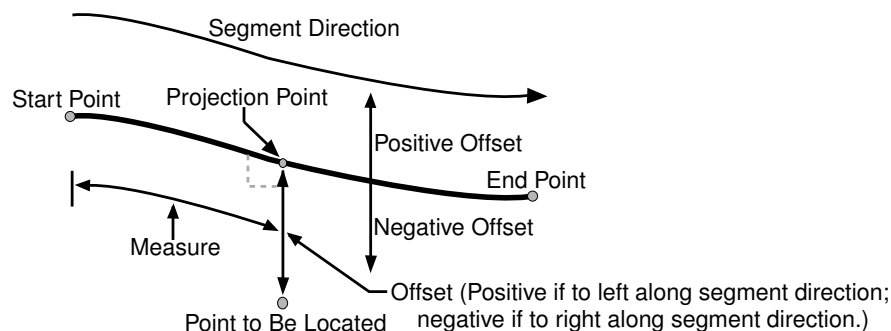 Segment Direction
Start Point
Projection Point
Positive Offset
End Point
Negative Offset
Measure
Offset (Positive if to left along segment direction;
negative if to right along segment direction.)
Point to Be Located